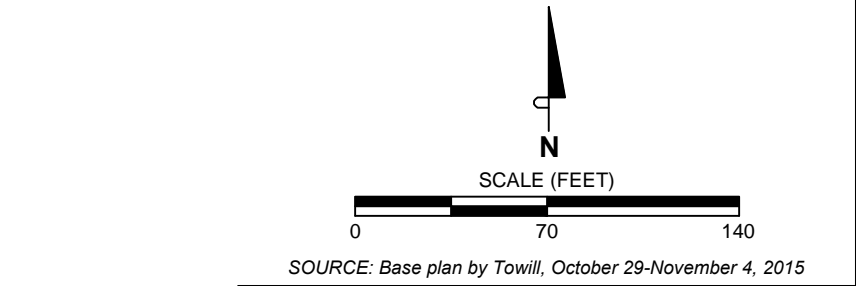 N
SCALE (FEET)
0 70 140
SOURCE: Base plan by Towill, October 29-November 4, 2015